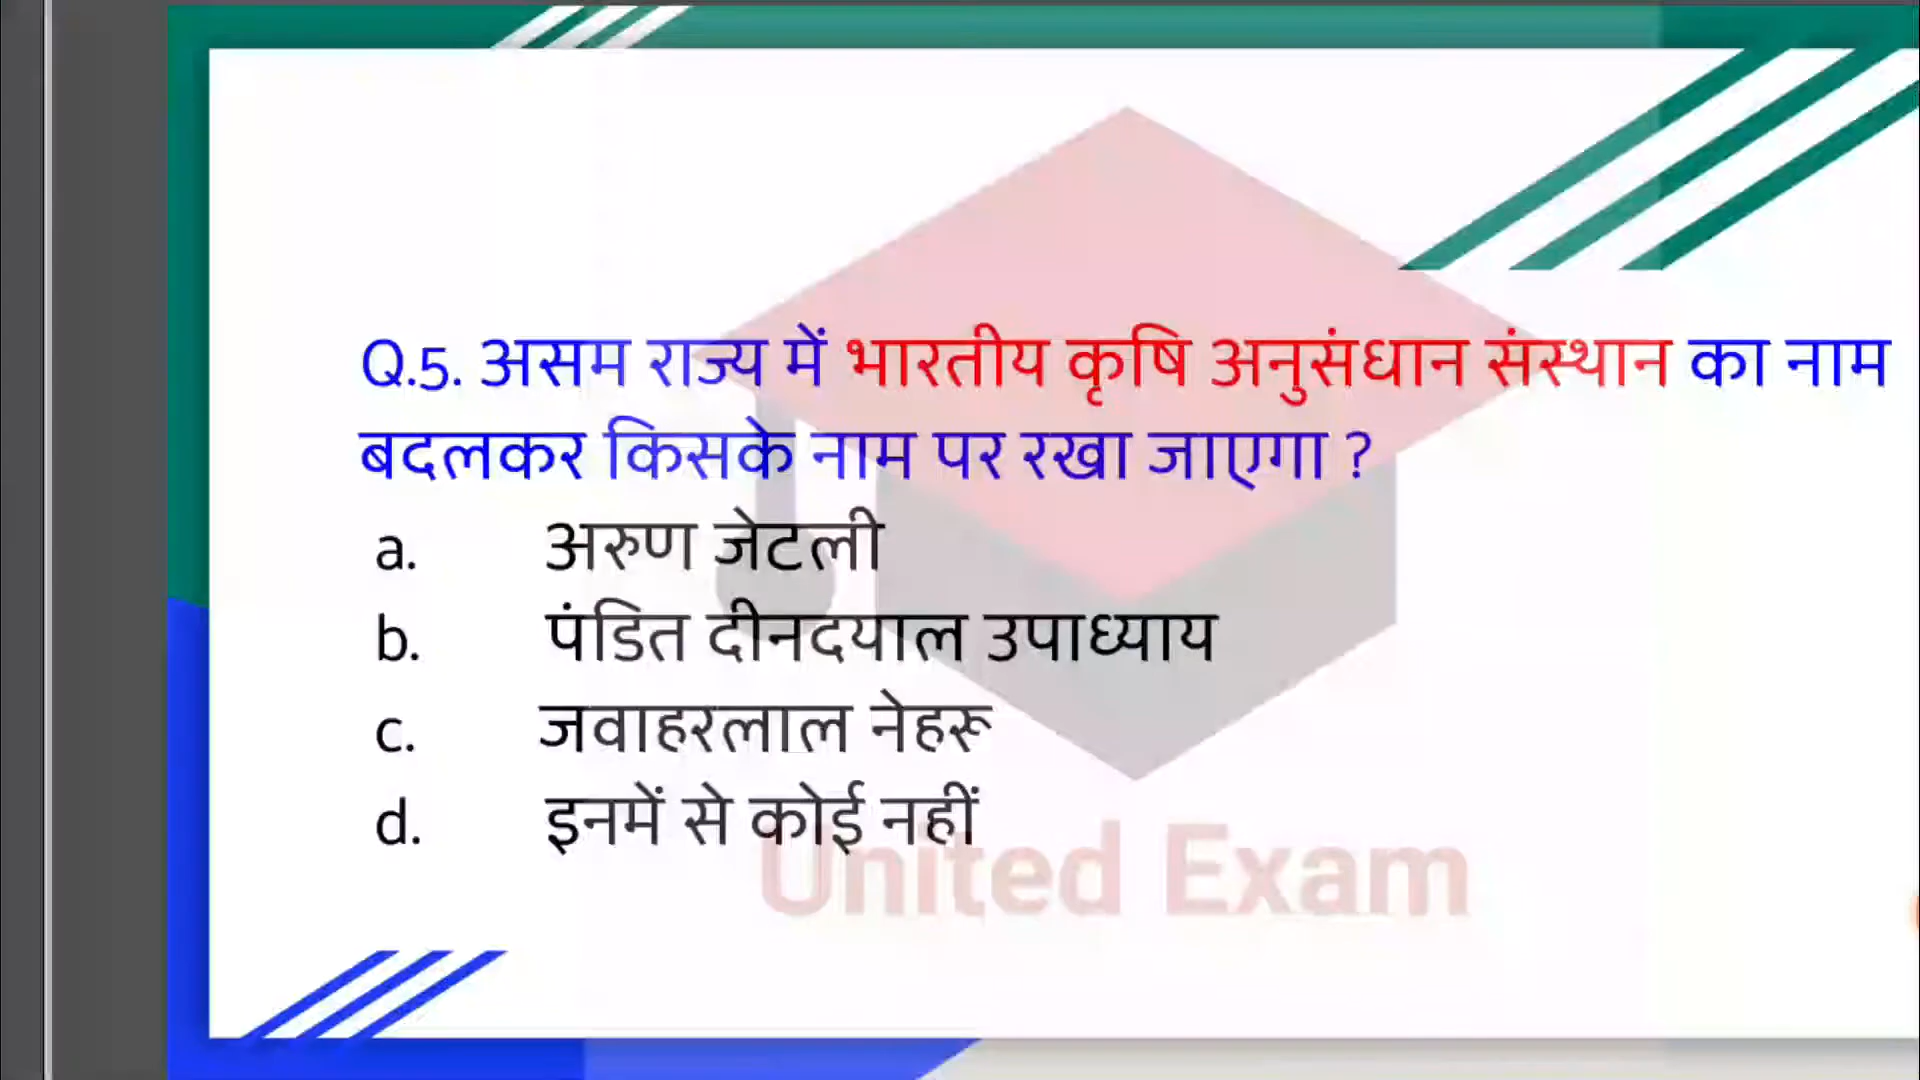 Q.5. असम राज्य में भारतीय कृषि अनुसंधान संस्थान का नाम
बदलकर किसके नाम पर रखा जाएगा ?
a. अरुण जेटली
b. पंडित दीनदयाल उपाध्याय
c. जवाहरलाल नेहरू
d. इनमें से कोई नहीं
United Exam